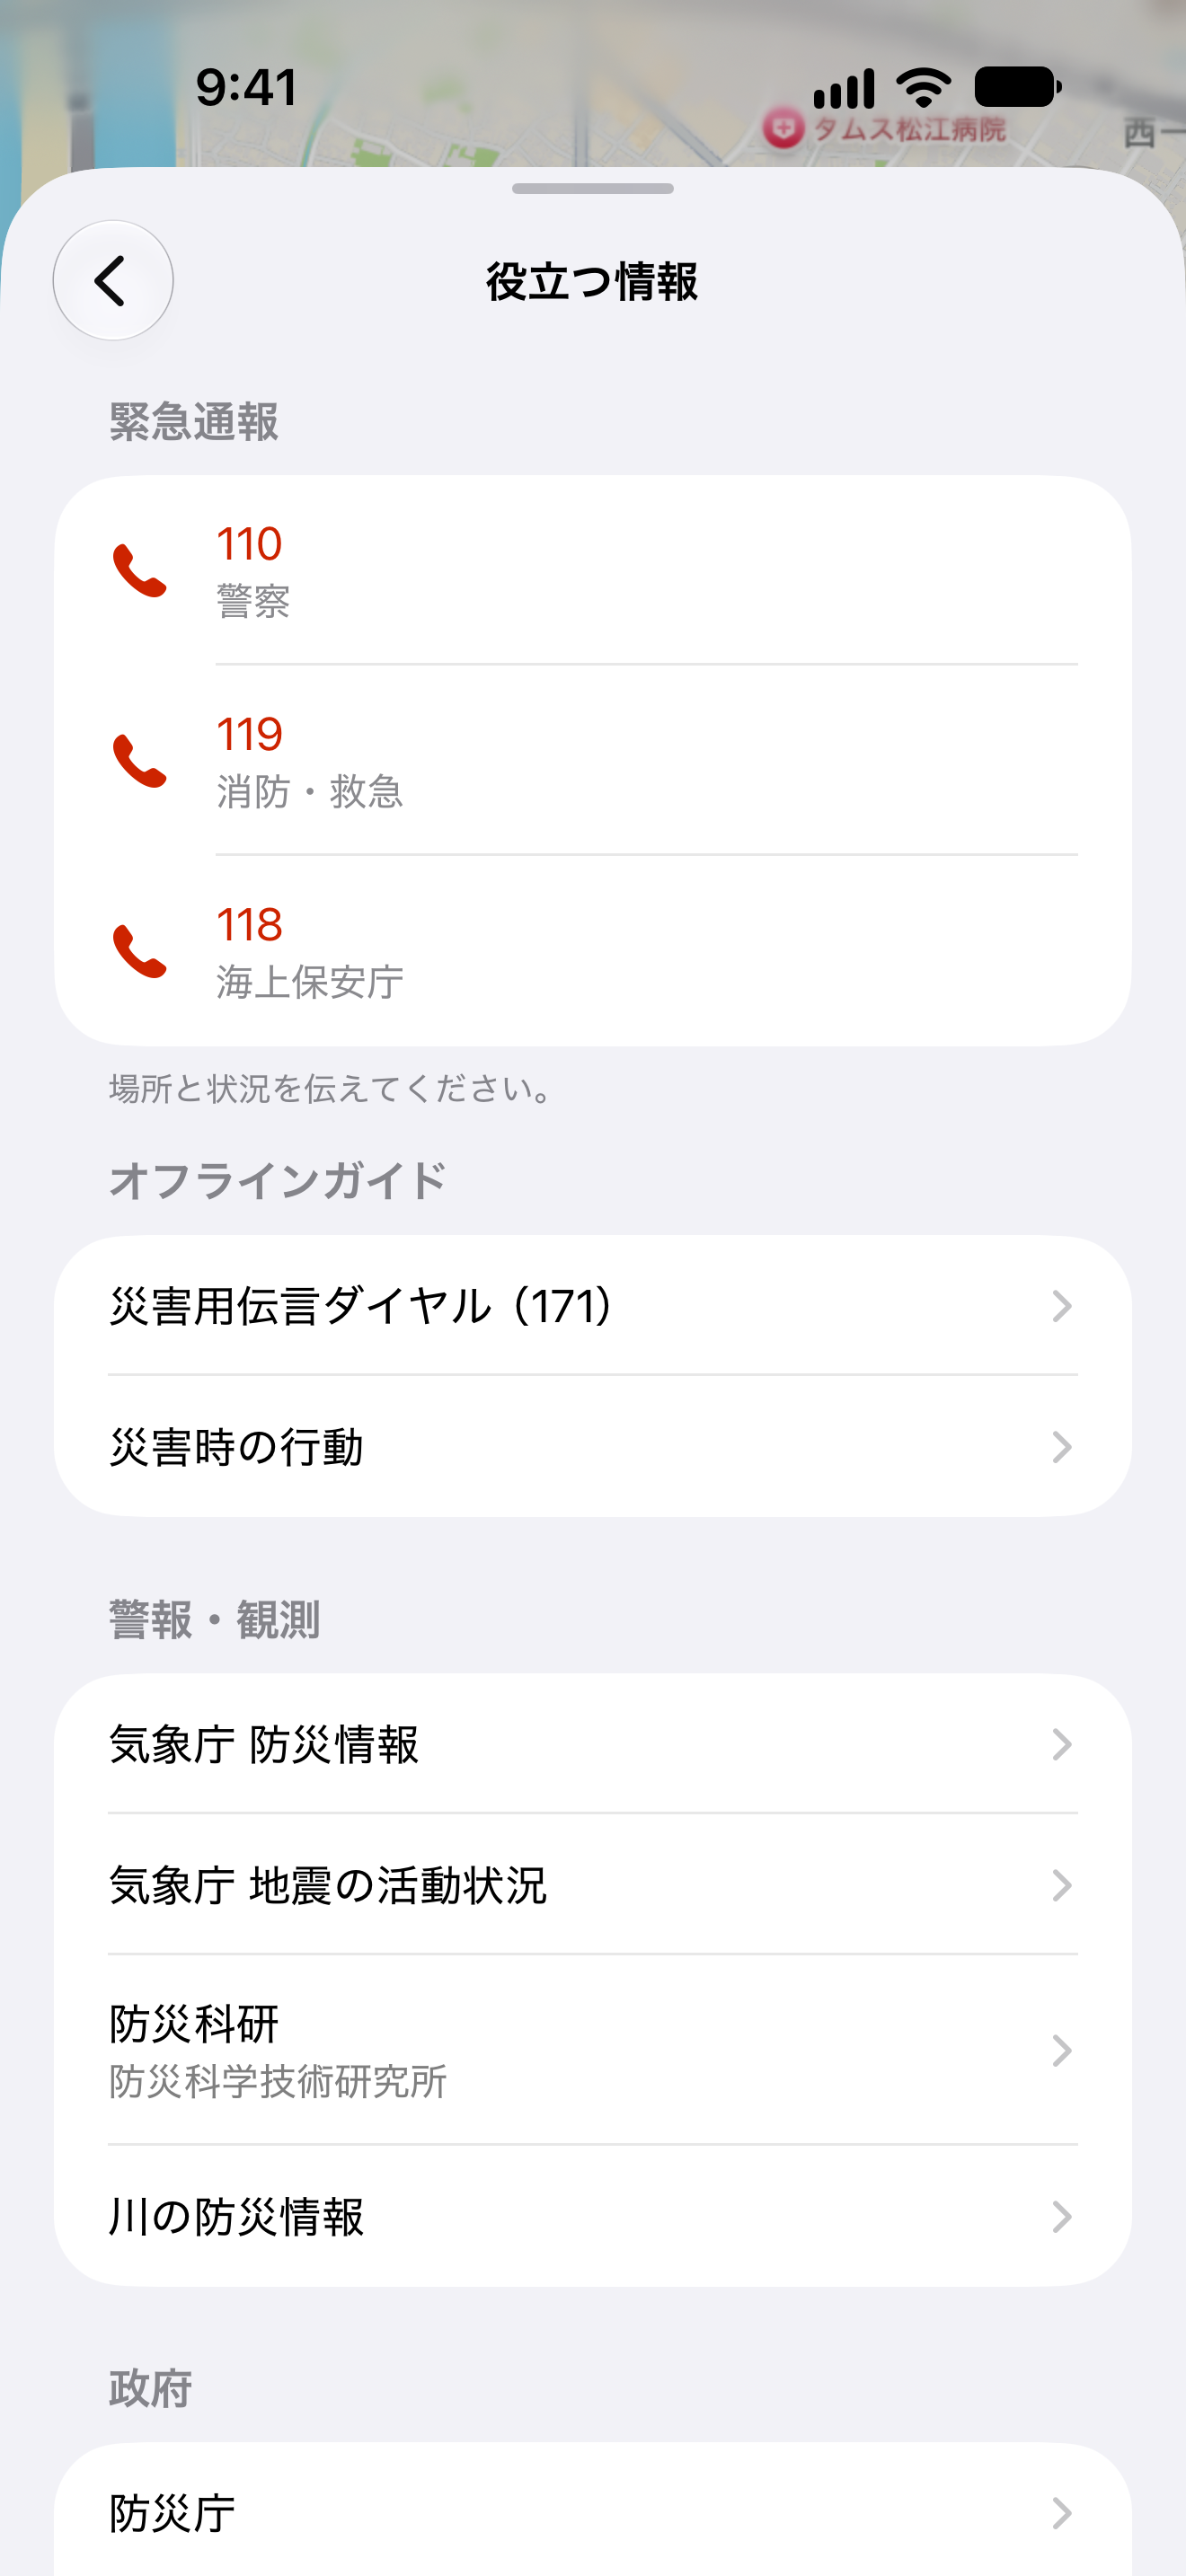 9:41
タムス松江病院
西一
役立つ情報
緊急通報
110
警察
119
消防・救急
118
海上保安庁
場所と状況を伝えてください。
オフラインガイド
災害用伝言ダイヤル（171）
災害時の行動
警報・観測
気象庁 防災情報
気象庁 地震の活動状況
防災科研
防災科学技術研究所
川の防災情報
政府
防災庁